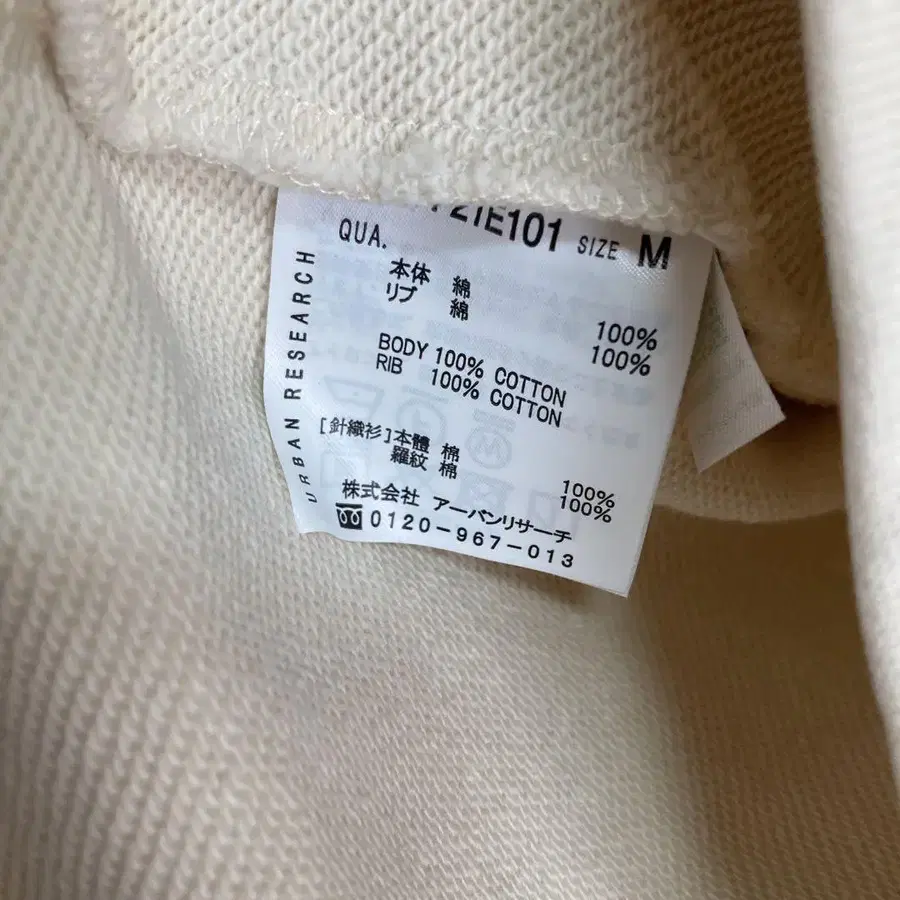 21E101 SIZE M
QUA.
本体 綿 100%
リブ 綿 100%
BODY 100% COTTON
RIB 100% COTTON
[針織衫]本體 棉 100%
羅紋 棉 100%
株式会社 アーバンリサーチ
0120-967-013
URBAN RESEARCH